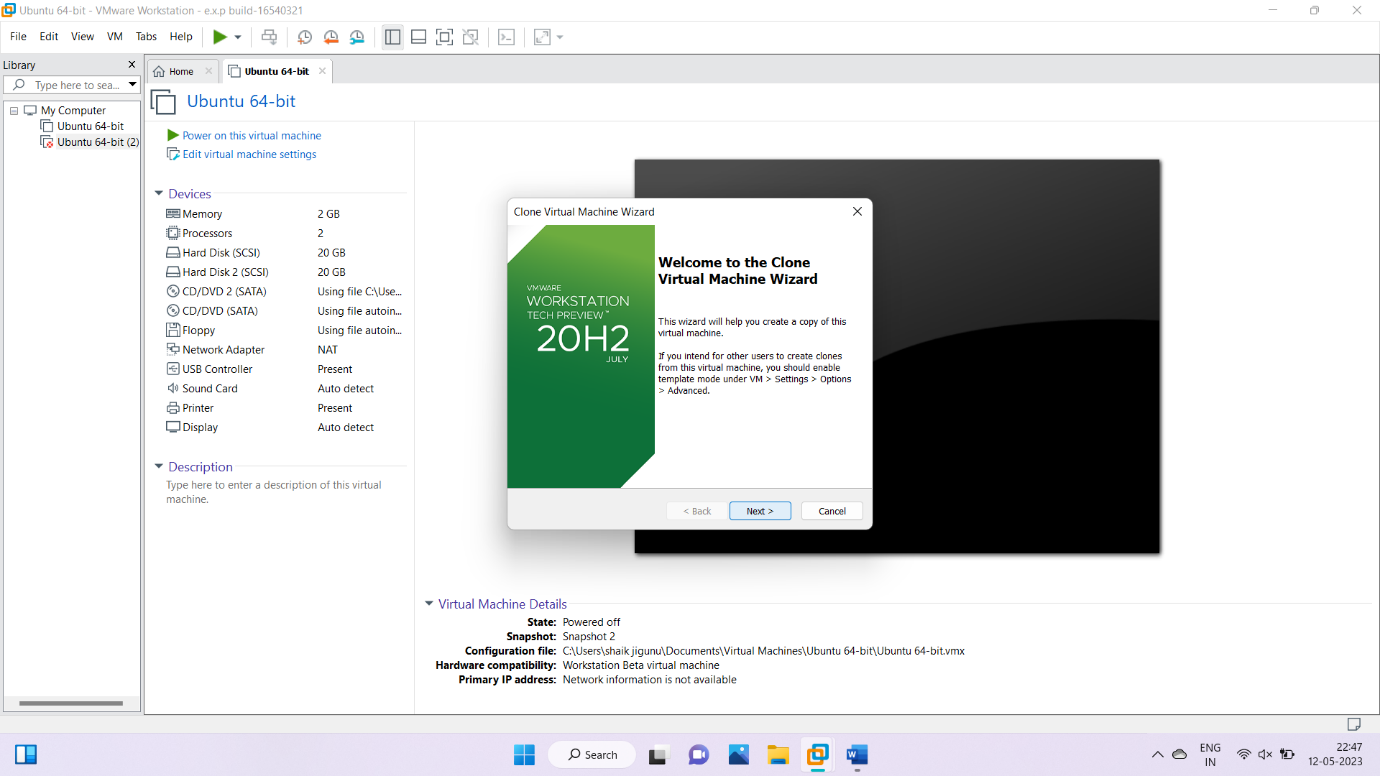 Ubuntu 64-bit - VMware Workstation - e.x.p build-16540321
File Edit View VM Tabs Help
Library
Type here to sea...
My Computer
Ubuntu 64-bit
Ubuntu 64-bit (2)
Home
Ubuntu 64-bit
Ubuntu 64-bit
Power on this virtual machine
Edit virtual machine settings
Devices
Memory 2 GB
Processors 2
Hard Disk (SCSI) 20 GB
Hard Disk 2 (SCSI) 20 GB
CD/DVD 2 (SATA) Using file C:\Use...
CD/DVD (SATA) Using file autoin...
Floppy Using file autoin...
Network Adapter NAT
USB Controller Present
Sound Card Auto detect
Printer Present
Display Auto detect
Description
Type here to enter a description of this virtual
machine.
Clone Virtual Machine Wizard
VMWARE
WORKSTATION
TECH PREVIEW™
20H2
JULY
Welcome to the Clone
Virtual Machine Wizard
This wizard will help you create a copy of this
virtual machine.
If you intend for other users to create clones
from this virtual machine, you should enable
template mode under VM > Settings > Options
> Advanced.
< Back Next > Cancel
Virtual Machine Details
State: Powered off
Snapshot: Snapshot 2
Configuration file: C:\Users\shaik jigunu\Documents\Virtual Machines\Ubuntu 64-bit\Ubuntu 64-bit.vmx
Hardware compatibility: Workstation Beta virtual machine
Primary IP address: Network information is not available
Search
ENG
IN
22:47
12-05-2023